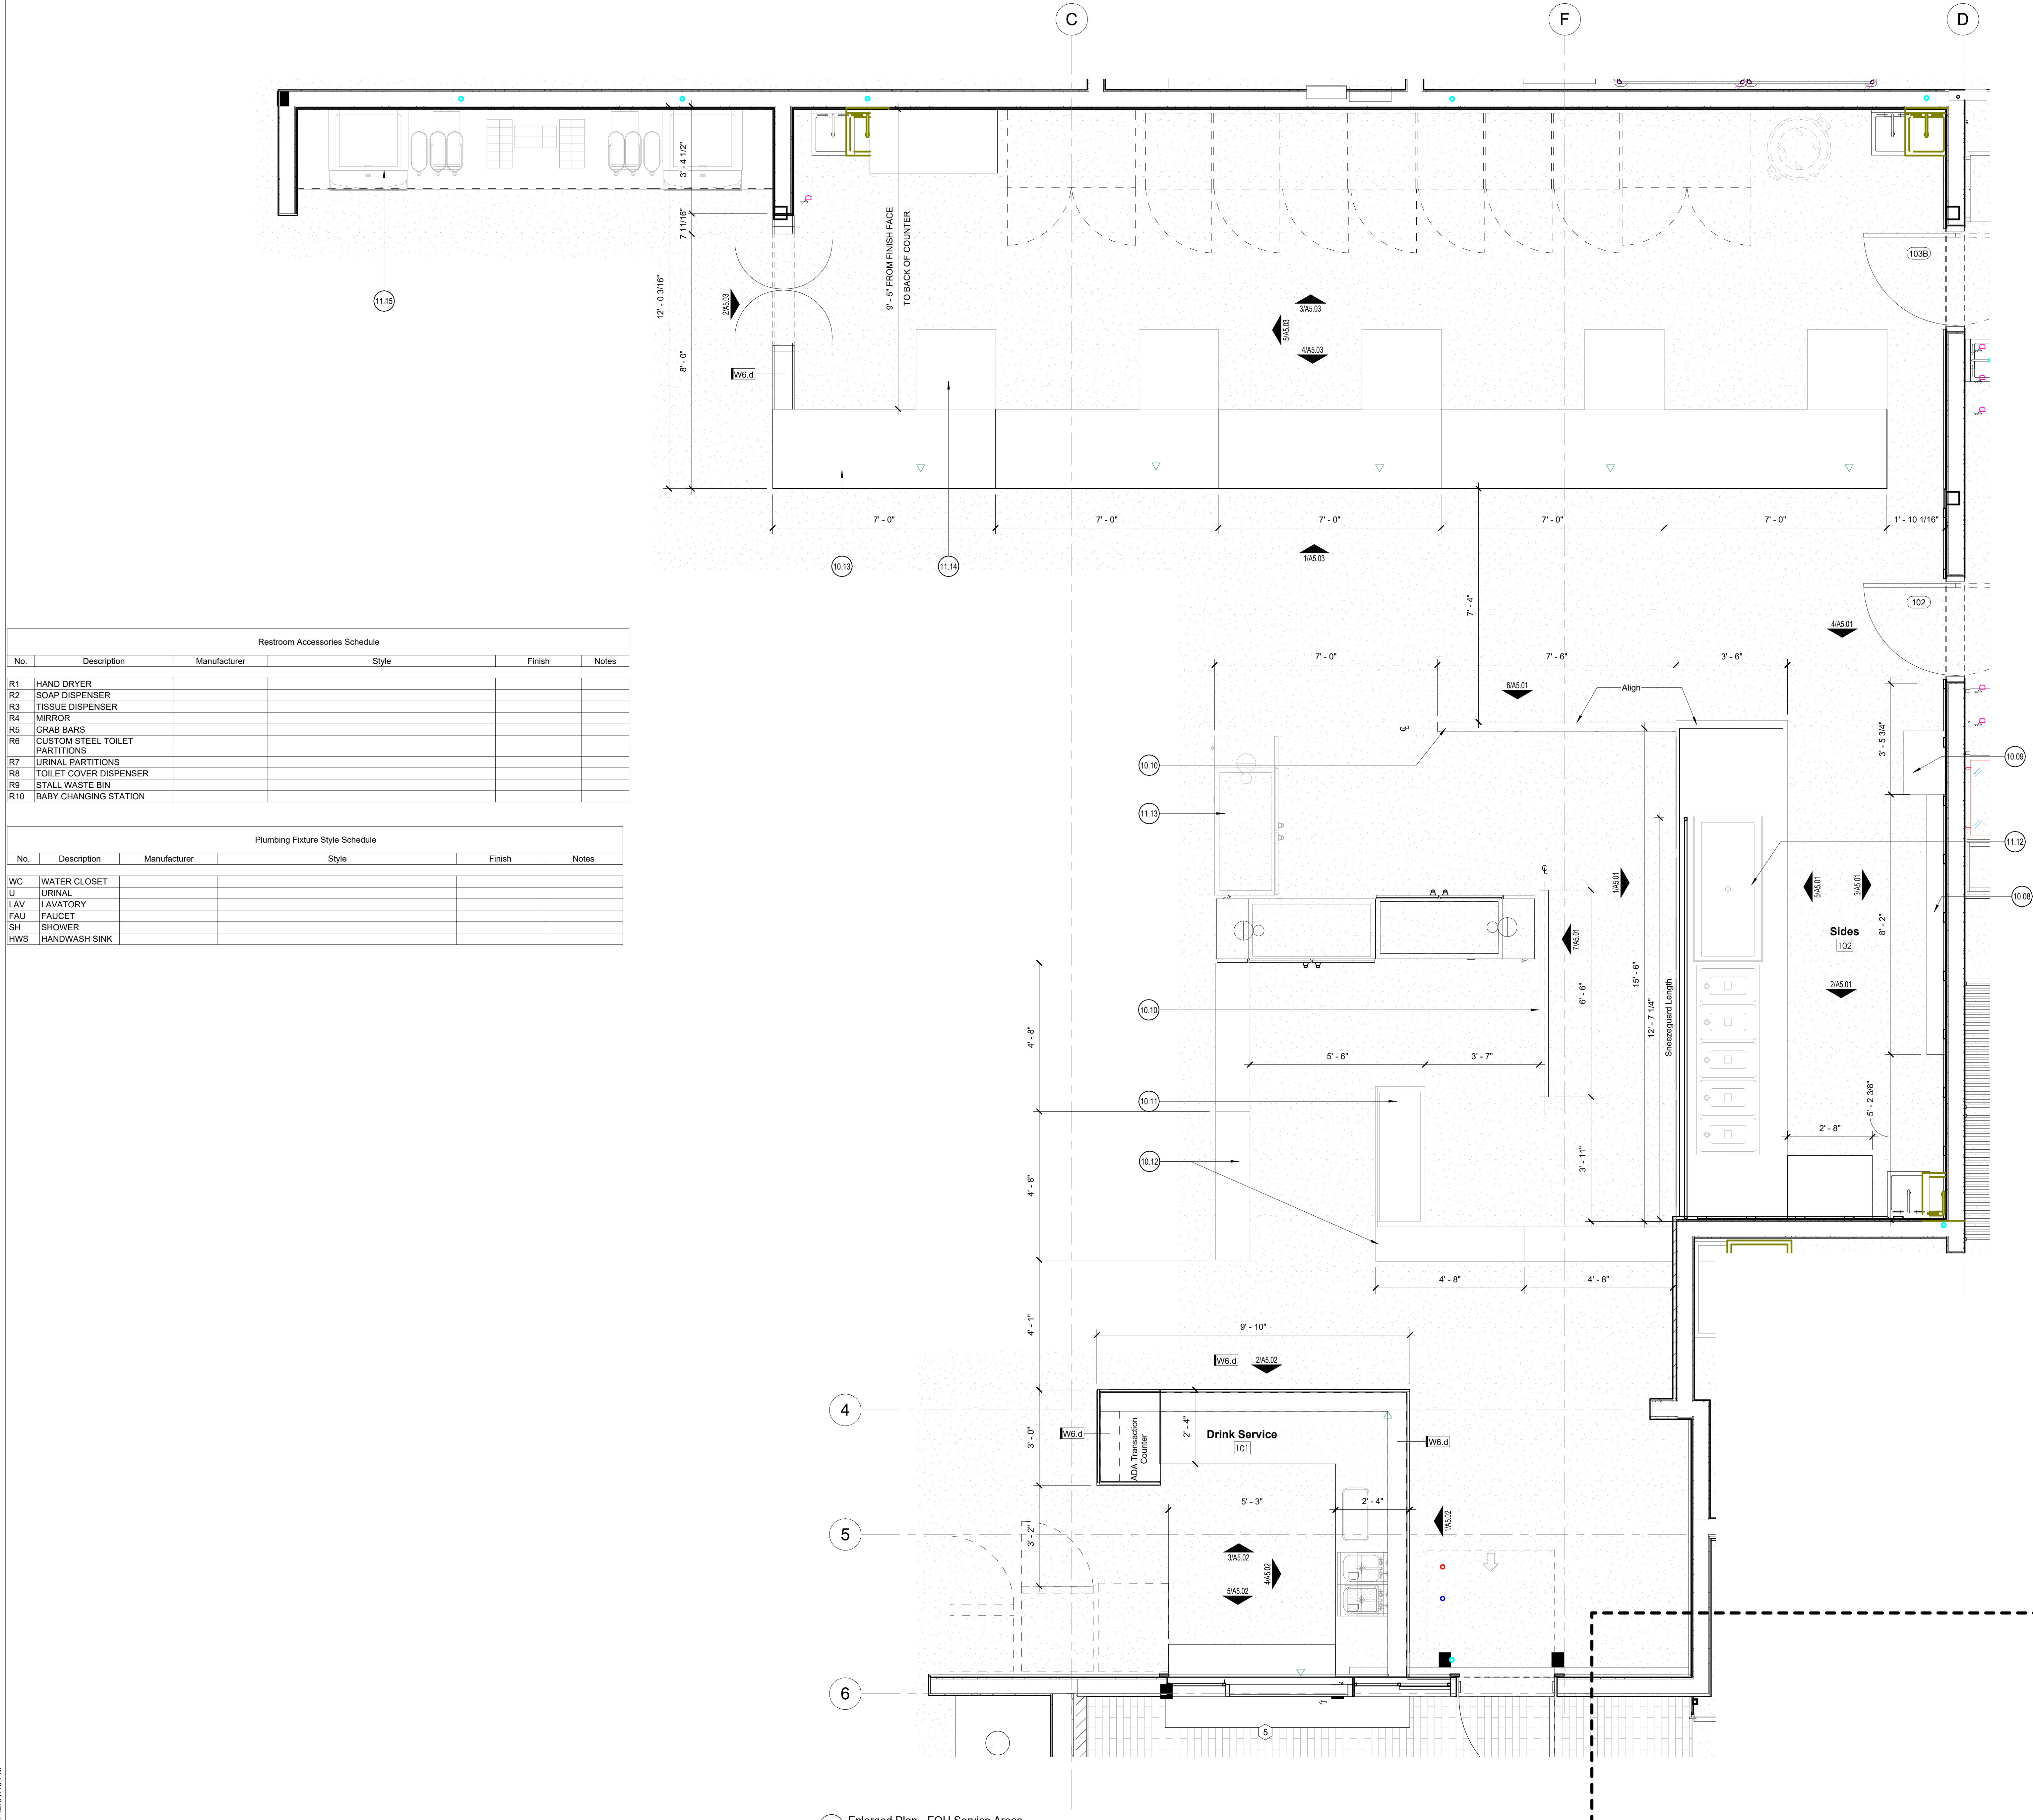 C
F
D
3' - 4 1/2"
7 11/16"
12' - 0 3/16"
8' - 0"
9' - 5" FROM FINISH FACE
TO BACK OF COUNTER
2/A5.03
3/A5.03
5/A5.03
4/A5.03
103B
11.15
W6.d
7' - 0"
7' - 0"
7' - 0"
7' - 0"
7' - 0"
1' - 10 1/16"
10.13
11.14
1/A5.03
7' - 4"
102
4/A5.01
Restroom Accessories Schedule
No. Description Manufacturer Style Finish Notes
R1 HAND DRYER
R2 SOAP DISPENSER
R3 TISSUE DISPENSER
R4 MIRROR
R5 GRAB BARS
R6 CUSTOM STEEL TOILET
PARTITIONS
R7 URINAL PARTITIONS
R8 TOILET COVER DISPENSER
R9 STALL WASTE BIN
R10 BABY CHANGING STATION
Plumbing Fixture Style Schedule
No. Description Manufacturer Style Finish Notes
WC WATER CLOSET
U URINAL
LAV LAVATORY
FAU FAUCET
SH SHOWER
HWS HANDWASH SINK
7' - 0"
7' - 6"
3' - 6"
6/A5.01
Align
3' - 5 3/4"
10.10
10.09
11.13
11.12
1/A5.01
5/A5.01
3/A5.01
10.08
7/A5.01
8' - 2"
Sides
102
2/A5.01
15' - 6"
6' - 6"
12' - 7 1/4"
Sneezeguard Length
10.10
4' - 8"
5' - 6"
3' - 7"
10.11
5' - 2 3/8"
2' - 8"
10.12
3' - 11"
4' - 8"
4' - 8"
4' - 8"
4' - 1"
9' - 10"
W6.d
2/A5.02
4
W6.d
3' - 0"
ADA Transaction
Counter
2' - 4"
Drink Service
101
W6.d
5' - 3"
2' - 4"
1/A5.02
5
3' - 2"
3/A5.02
4/A5.02
5/A5.02
6
5